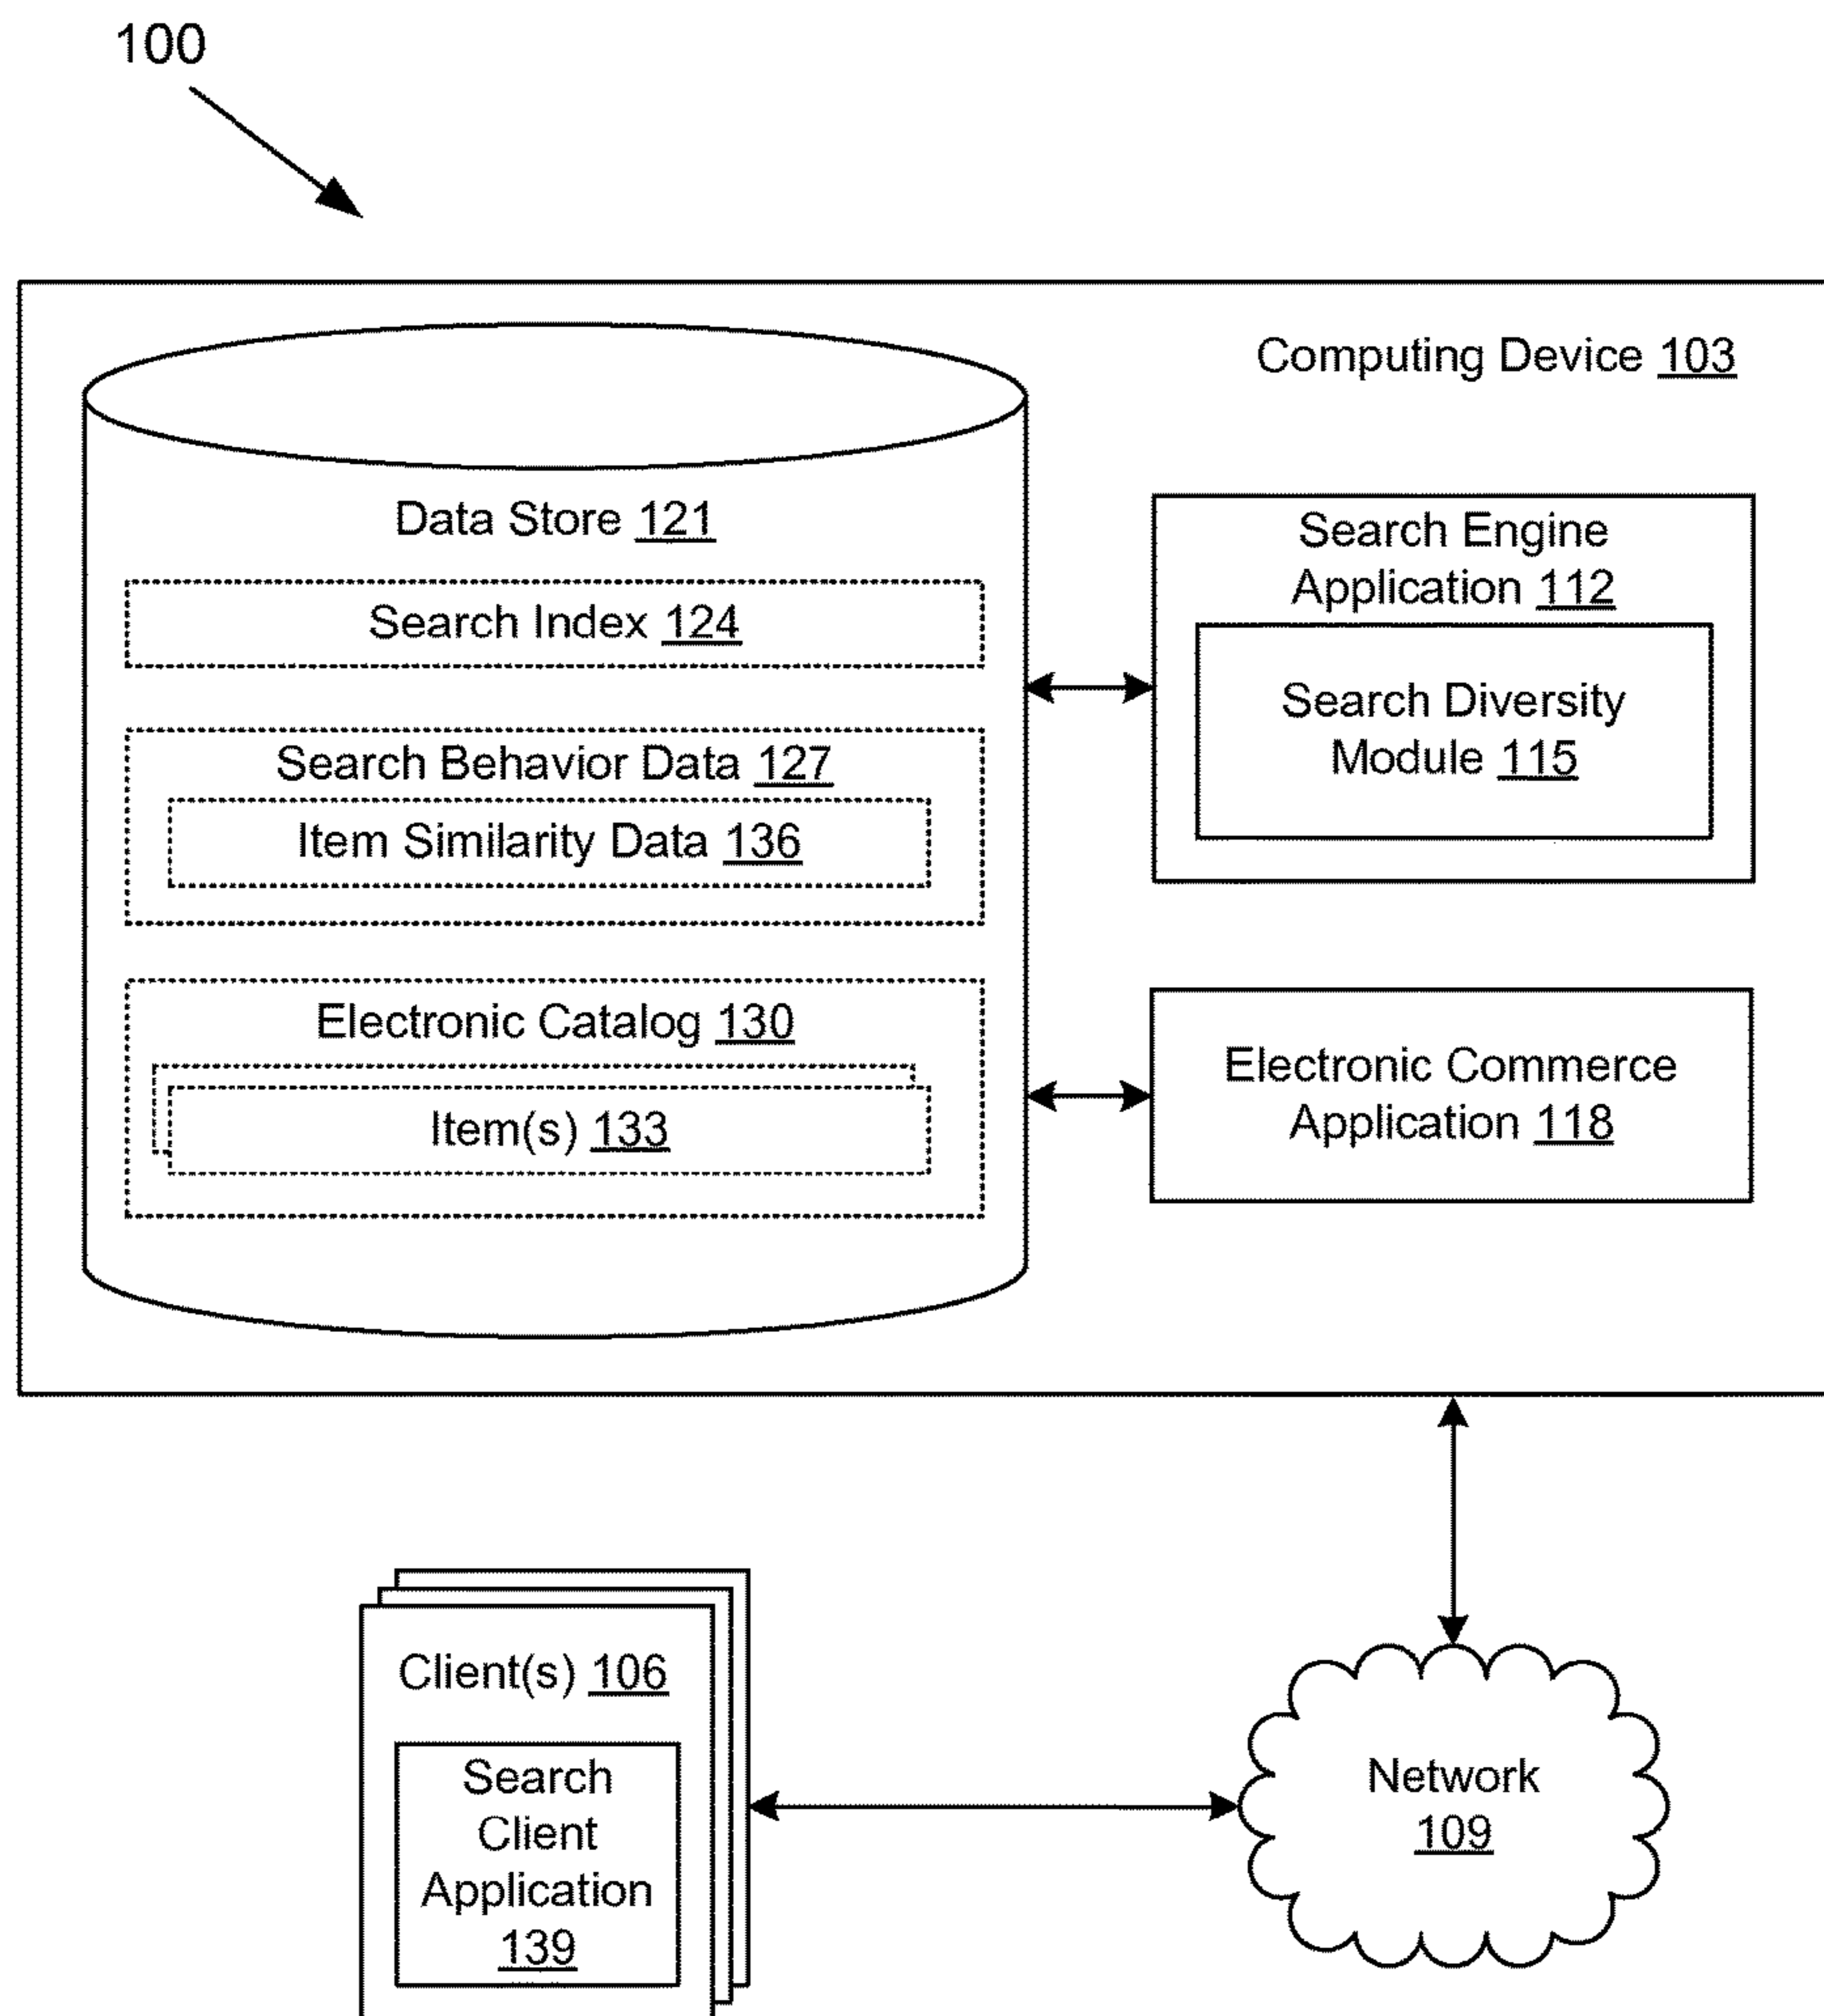 100
Computing Device 103
Data Store 121
Search Index 124
Search Behavior Data 127
Item Similarity Data 136
Electronic Catalog 130
Item(s) 133
Search Engine
Application 112
Search Diversity
Module 115
Electronic Commerce
Application 118
Client(s) 106
Search
Client
Application
139
Network
109